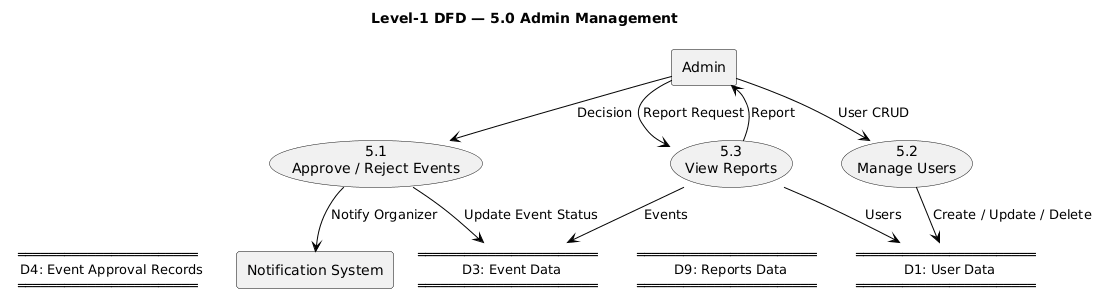 Level-1 DFD — 5.0 Admin Management
Admin
Decision
Report Request
Report
User CRUD
5.1
Approve / Reject Events
5.3
View Reports
5.2
Manage Users
Notify Organizer
Update Event Status
Events
Users
Create / Update / Delete
D4: Event Approval Records
Notification System
D3: Event Data
D9: Reports Data
D1: User Data